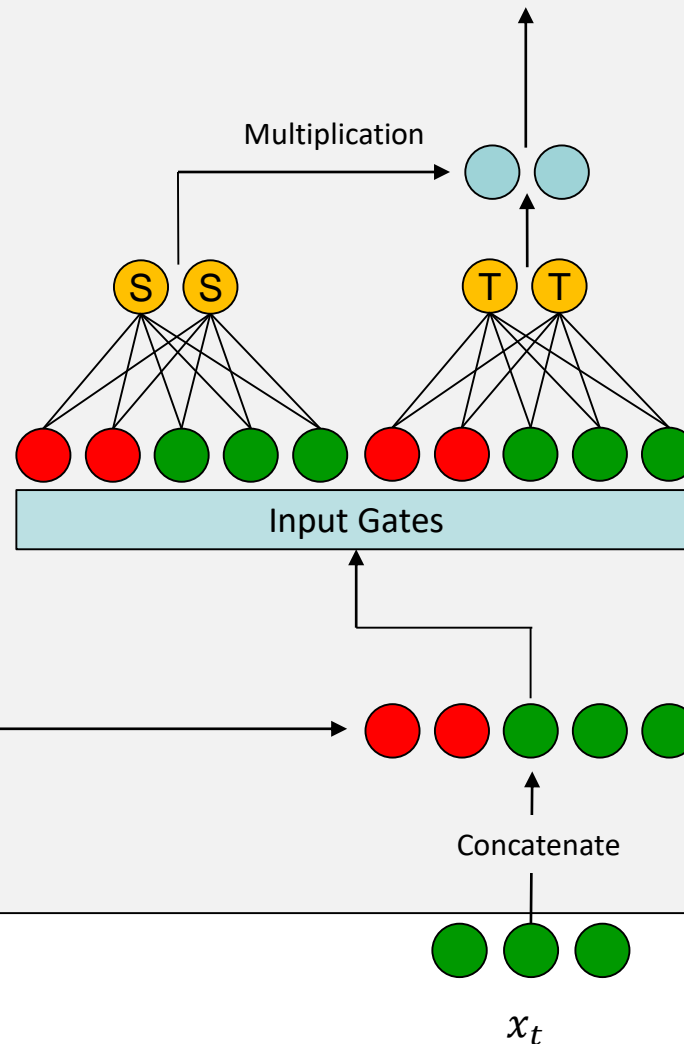 Multiplication
S S T T
Input Gates
Concatenate
x_t